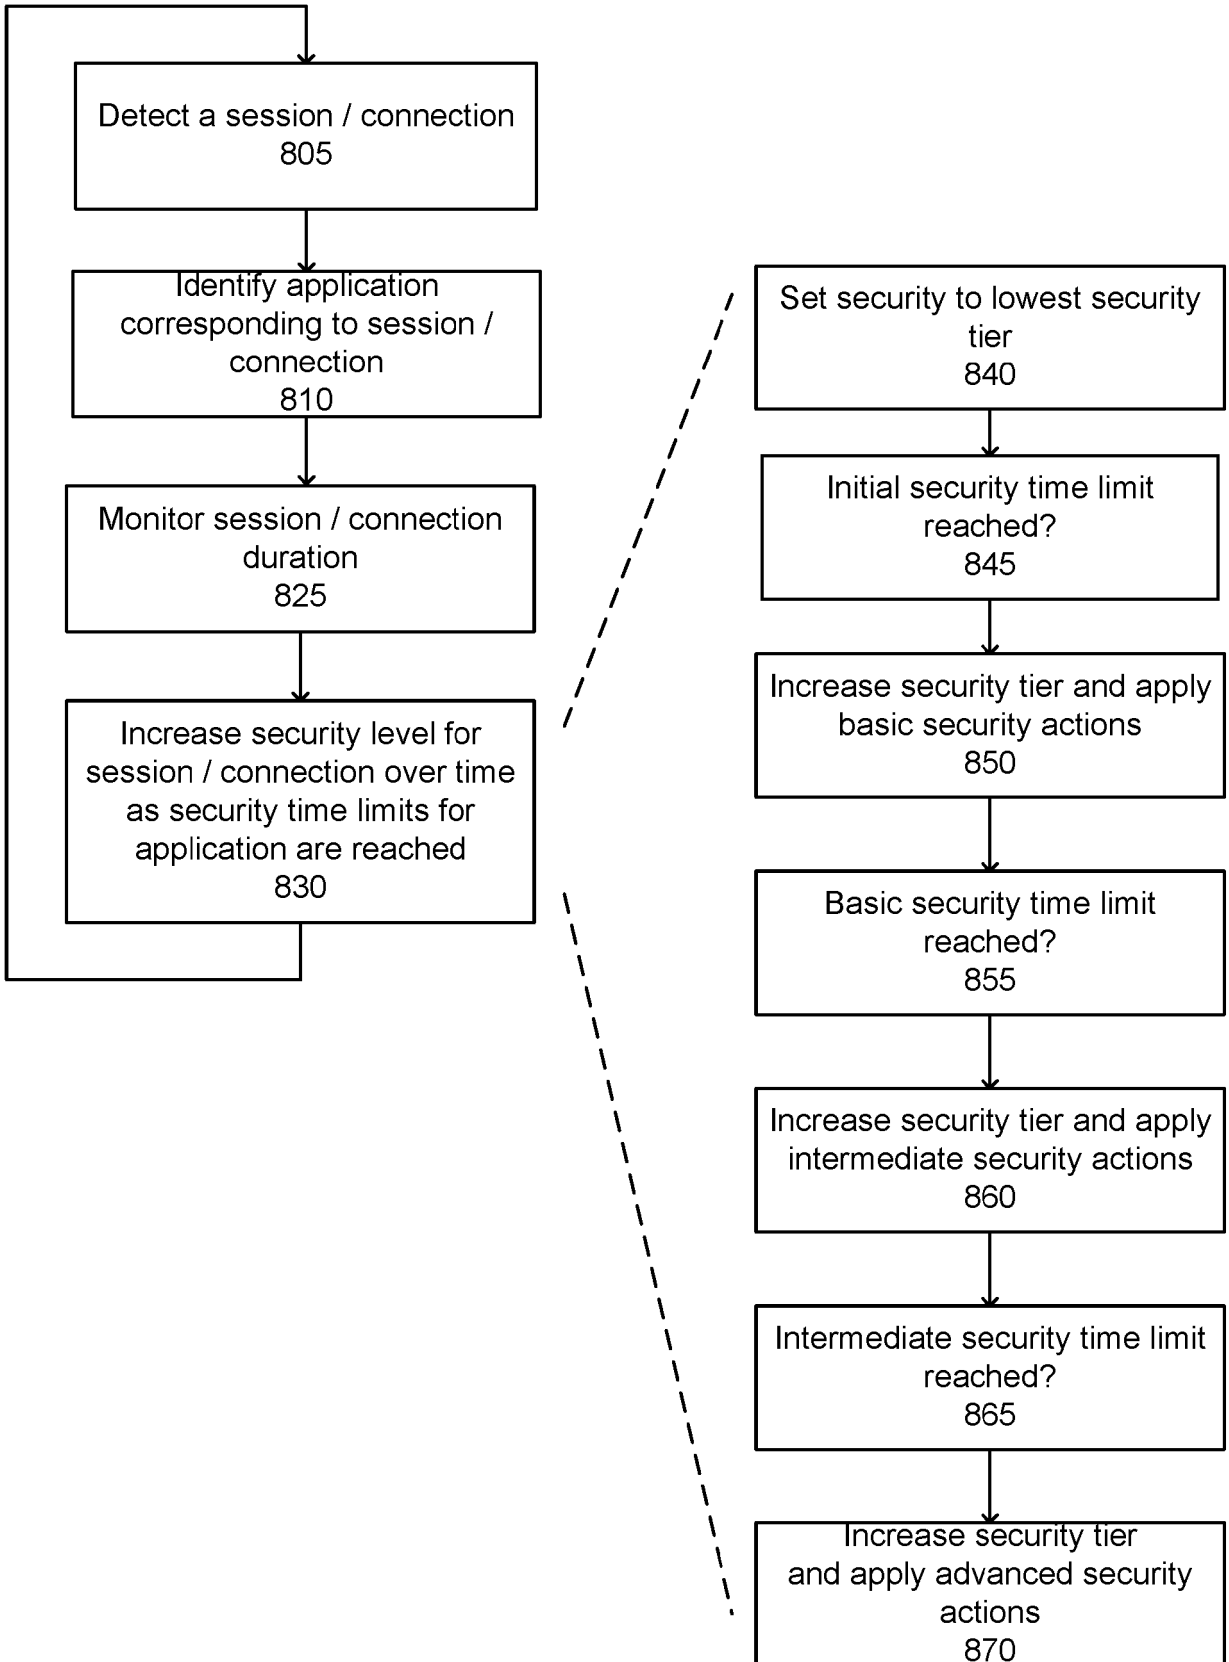 Detect a session / connection
805
Identify application
corresponding to session /
connection
810
Monitor session / connection
duration
825
Increase security level for
session / connection over time
as security time limits for
application are reached
830
Set security to lowest security
tier
840
Initial security time limit
reached?
845
Increase security tier and apply
basic security actions
850
Basic security time limit
reached?
855
Increase security tier and apply
intermediate security actions
860
Intermediate security time limit
reached?
865
Increase security tier
and apply advanced security
actions
870